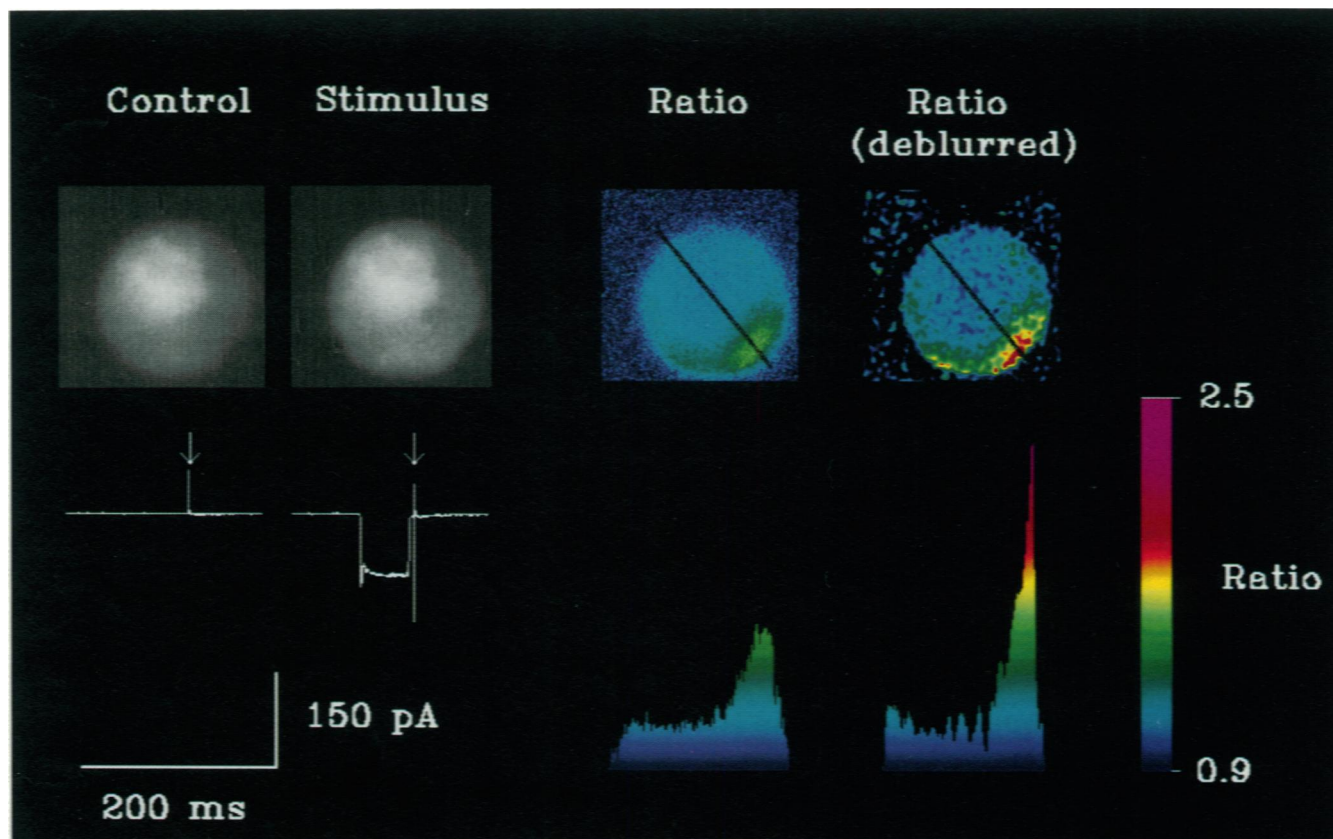 Control
Stimulus
Ratio
Ratio
(deblurred)
2.5
Ratio
0.9
150 pA
200 ms